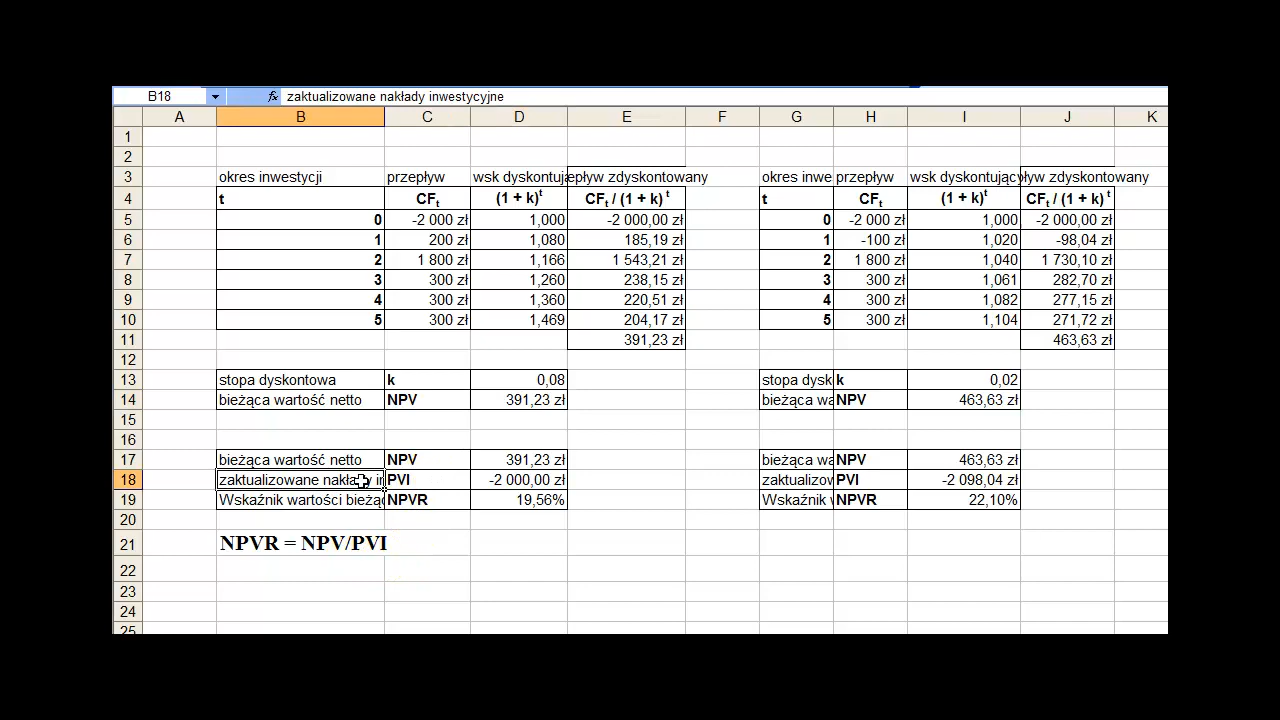 B18 fx zaktualizowane nakłady inwestycyjne
A B C D E F G H I J K
1
2
3 okres inwestycji przepływ wsk dyskontują epływ zdyskontowany okres inwe przepływ wsk dyskontujący pływ zdyskontowany
4 t CFt (1 + k)t CFt / (1 + k) t t CFt (1 + k)t CFt / (1 + k) t
5 0 -2 000 zł 1,000 -2 000,00 zł 0 -2 000 zł 1,000 -2 000,00 zł
6 1 200 zł 1,080 185,19 zł 1 -100 zł 1,020 -98,04 zł
7 2 1 800 zł 1,166 1 543,21 zł 2 1 800 zł 1,040 1 730,10 zł
8 3 300 zł 1,260 238,15 zł 3 300 zł 1,061 282,70 zł
9 4 300 zł 1,360 220,51 zł 4 300 zł 1,082 277,15 zł
10 5 300 zł 1,469 204,17 zł 5 300 zł 1,104 271,72 zł
11 391,23 zł 463,63 zł
12
13 stopa dyskontowa k 0,08 stopa dysk k 0,02
14 bieżąca wartość netto NPV 391,23 zł bieżąca wa NPV 463,63 zł
15
16
17 bieżąca wartość netto NPV 391,23 zł bieżąca wa NPV 463,63 zł
18 zaktualizowane nakłady in PVI -2 000,00 zł zaktualizow PVI -2 098,04 zł
19 Wskaźnik wartości bieżąc NPVR 19,56% Wskaźnik w NPVR 22,10%
20
21 NPVR = NPV/PVI
22
23
24
25